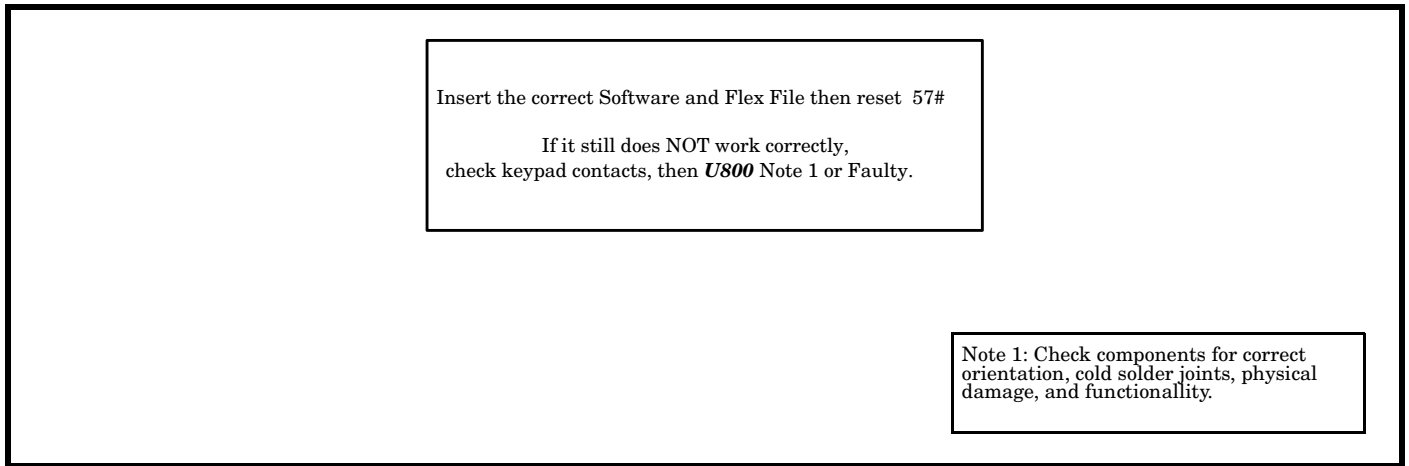 Insert the correct Software and Flex File then reset  57#
If it still does NOT work correctly,
check keypad contacts, then U800 Note 1 or Faulty.
Note 1: Check components for correct
orientation, cold solder joints, physical
damage, and functionallity.